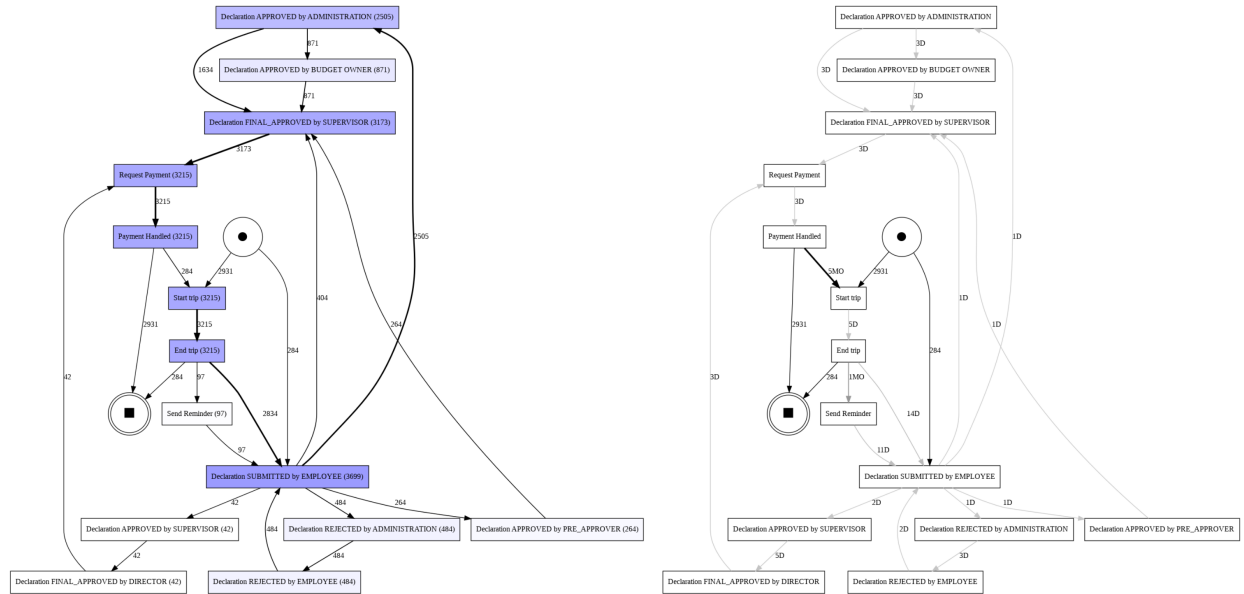 Declaration APPROVED by ADMINISTRATION (2505)
871
1634
Declaration APPROVED by BUDGET OWNER (871)
871
Declaration FINAL_APPROVED by SUPERVISOR (3173)
3173
Request Payment (3215)
3215
Payment Handled (3215)
2505
284
2931
Start trip (3215)
404
3215
2931
264
End trip (3215)
284
284
97
42
Send Reminder (97)
2834
97
Declaration SUBMITTED by EMPLOYEE (3699)
42
484
264
Declaration APPROVED by SUPERVISOR (42)
484
Declaration REJECTED by ADMINISTRATION (484)
Declaration APPROVED by PRE_APPROVER (264)
42
484
Declaration FINAL_APPROVED by DIRECTOR (42)
Declaration REJECTED by EMPLOYEE (484)
Declaration APPROVED by ADMINISTRATION
3D
3D
Declaration APPROVED by BUDGET OWNER
3D
Declaration FINAL_APPROVED by SUPERVISOR
3D
Request Payment
3D
Payment Handled
1D
5MO
2931
Start trip
1D
5D
2931
1D
End trip
284
284
1MO
3D
Send Reminder
14D
11D
Declaration SUBMITTED by EMPLOYEE
2D
1D
1D
Declaration APPROVED by SUPERVISOR
2D
Declaration REJECTED by ADMINISTRATION
Declaration APPROVED by PRE_APPROVER
5D
3D
Declaration FINAL_APPROVED by DIRECTOR
Declaration REJECTED by EMPLOYEE